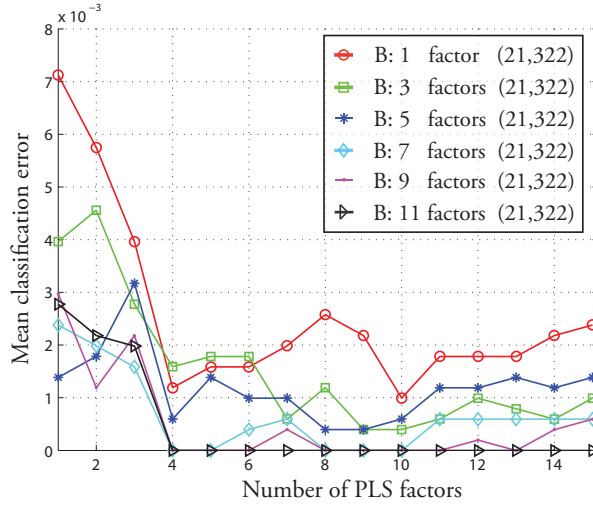 × 10⁻³
8
7
6
5
4
3
2
1
0
2 4 6 8 10 12 14
Mean classification error
Number of PLS factors
B: 1 factor (21,322)
B: 3 factors (21,322)
B: 5 factors (21,322)
B: 7 factors (21,322)
B: 9 factors (21,322)
B: 11 factors (21,322)